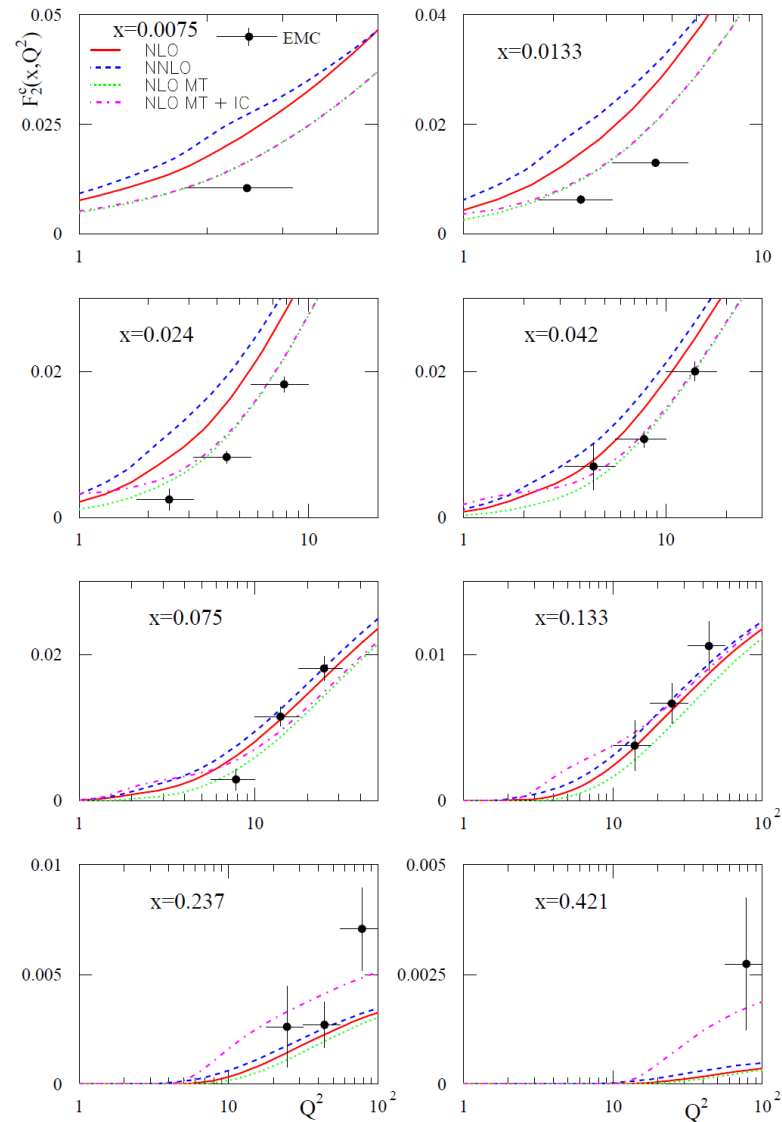 0.05
x=0.0075
EMC
NLO
NNLO
NLO MT
NLO MT + IC
F₂ᶜ(x,Q²)
0.025
0
1
0.04
x=0.0133
0.02
0
1
10
x=0.024
0.02
0
1
10
x=0.042
0.02
0
1
10
x=0.075
0.02
0
1
10
x=0.133
0.01
0
1
10
10²
0.01
x=0.237
0.005
0
1
10
Q²
10²
0.005
x=0.421
0.0025
0
1
10
Q²
10²